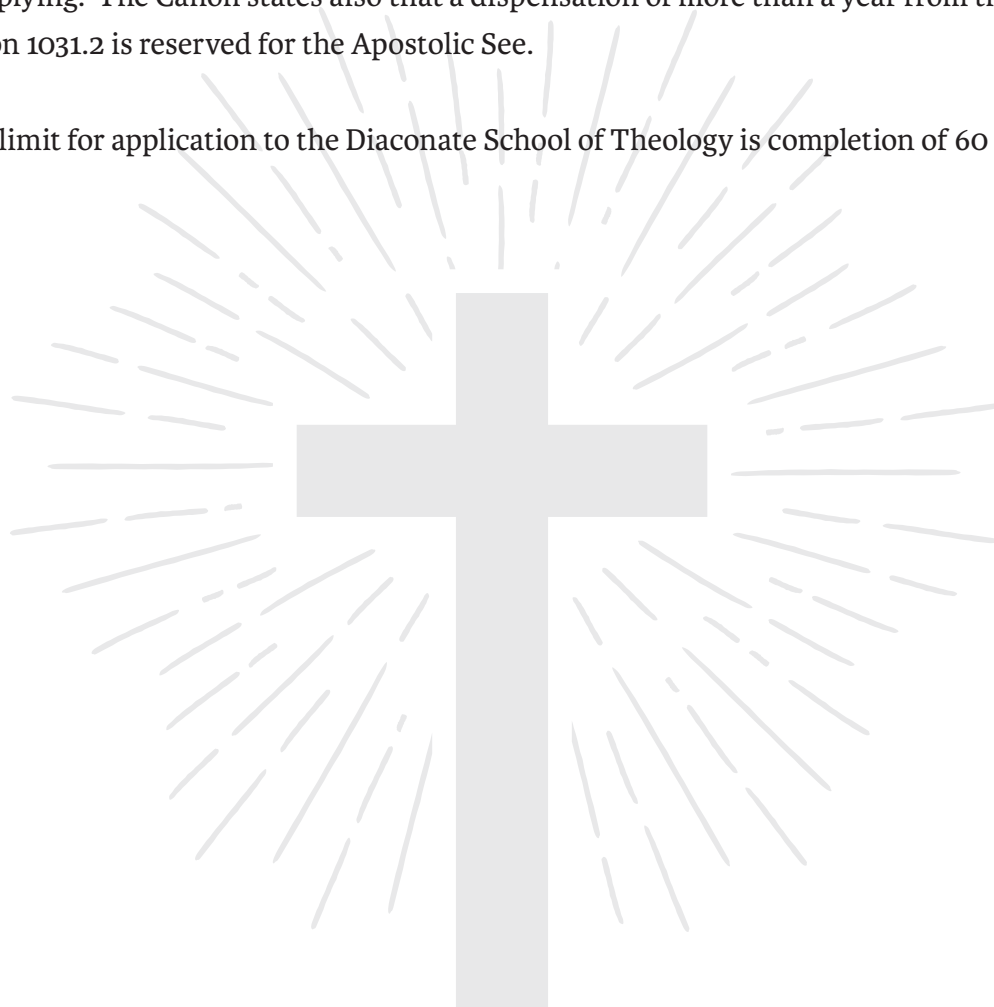 plying. The Canon states also that a dispensation of more than a year from
on 1031.2 is reserved for the Apostolic See.
limit for application to the Diaconate School of Theology is completion of 60